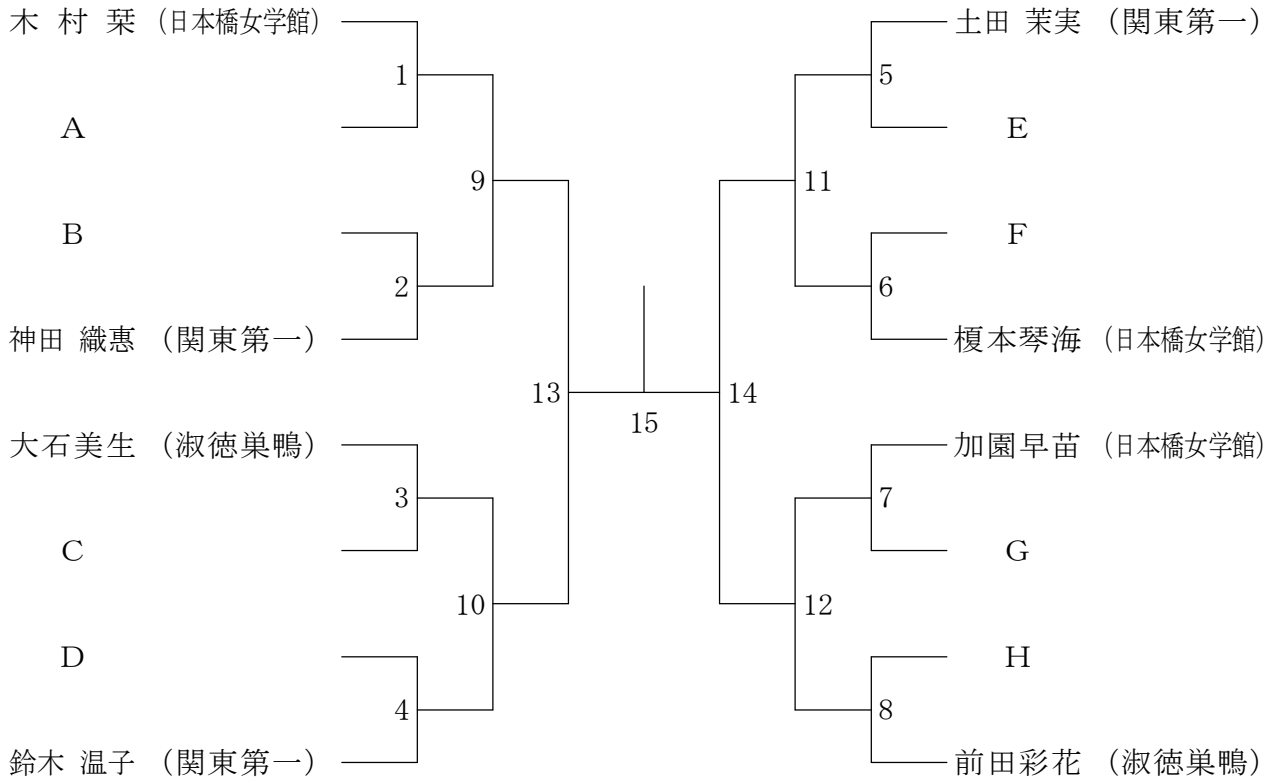 木 村 栞 (日本橋女学館)
土田 茉実 (関東第一)
1
5
A
E
9
11
B
F
2
6
神田 織惠 (関東第一)
榎本琴海 (日本橋女学館)
13
14
15
大石美生 (淑徳巣鴨)
加園早苗 (日本橋女学館)
3
7
C
G
10
12
D
H
4
8
鈴木 温子 (関東第一)
前田彩花 (淑徳巣鴨)